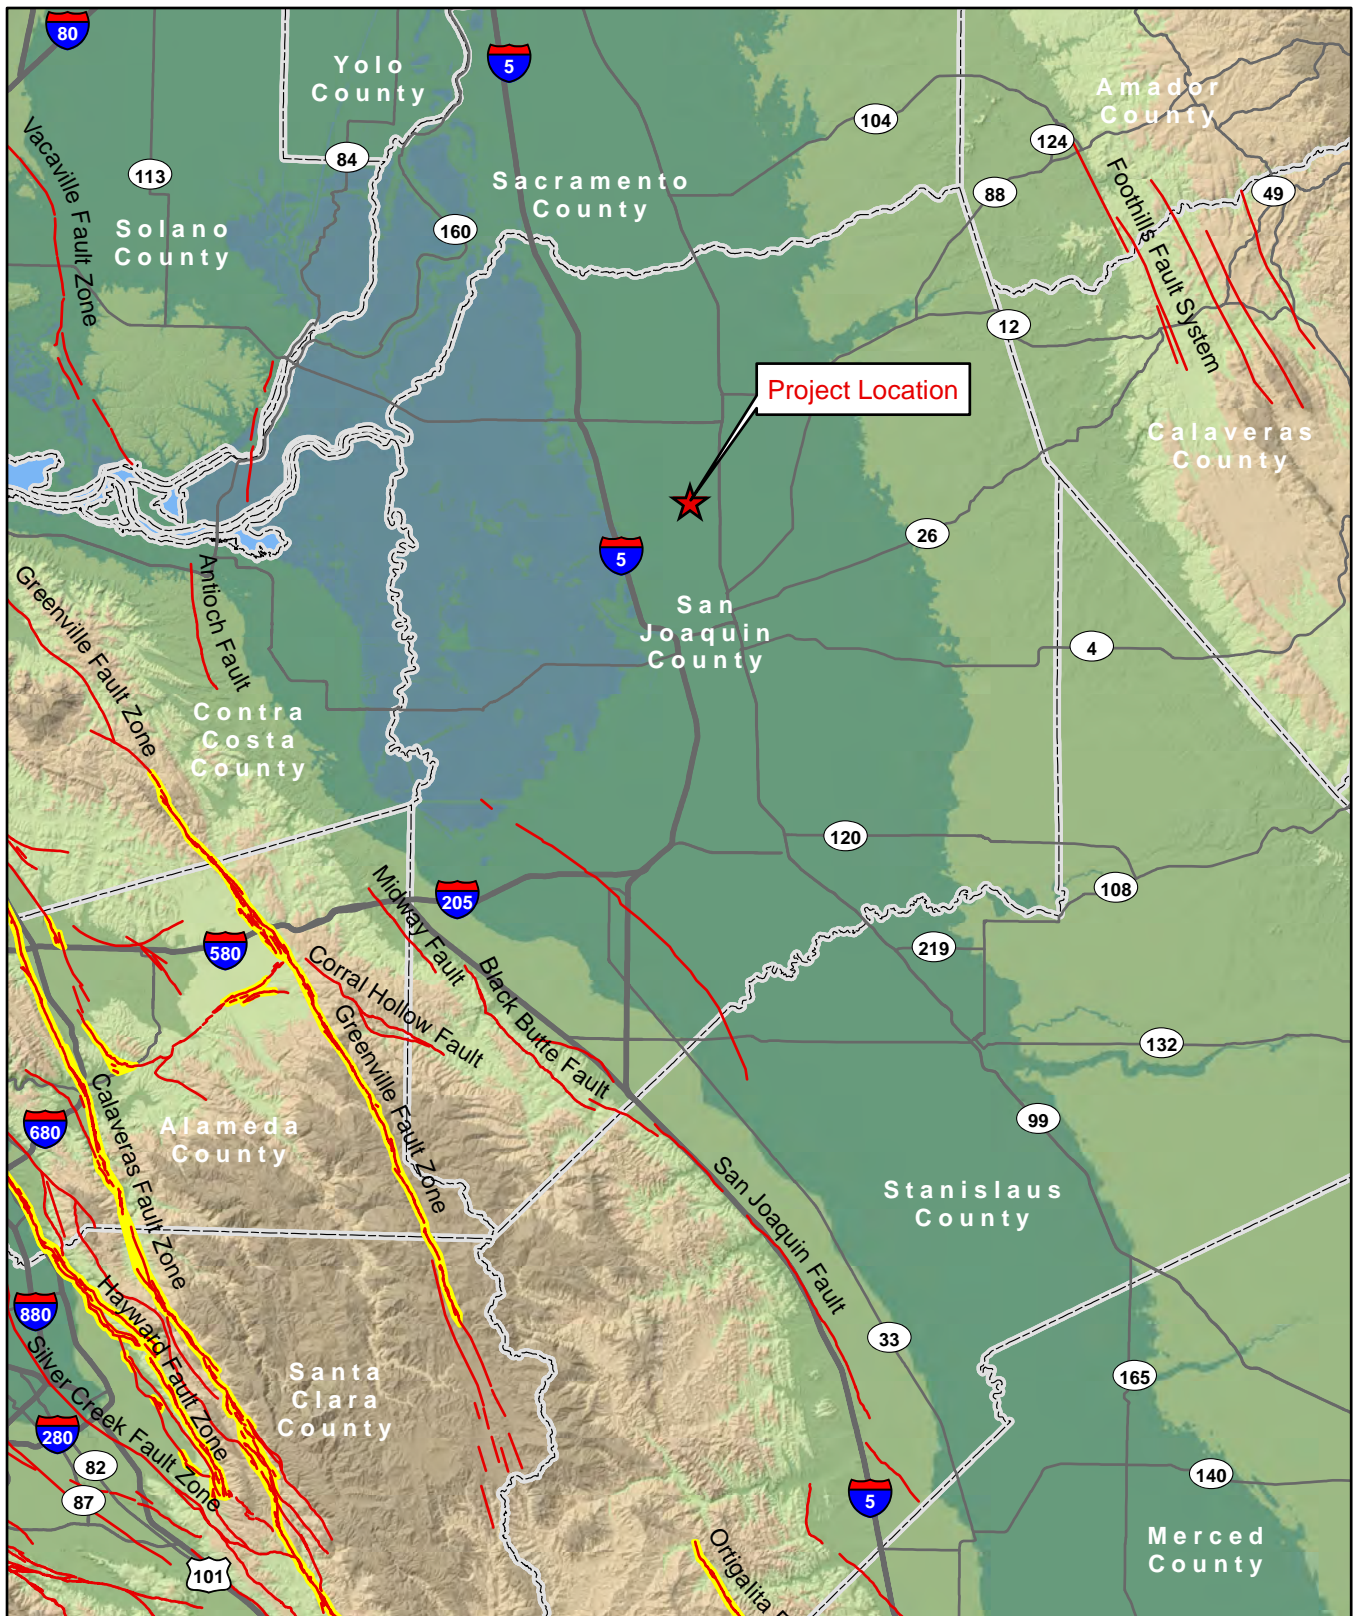 80
Yolo
County
5
Amador
County
104
124
Vacaville Fault Zone
84
113
Sacramento
County
88
Foothills Fault System
49
Solano
County
160
12
Project Location
Calaveras
County
26
5
Antioch Fault
Greenville Fault Zone
San
Joaquin
County
4
Contra
Costa
County
120
Midway Fault
205
108
580
219
Corral Hollow Fault
Black Butte Fault
Greenville Fault Zone
132
Calaveras Fault Zone
680
Alameda
County
99
San Joaquin Fault
Stanislaus
County
Hayward Fault Zone
880
Silver Creek Fault Zone
33
Santa
Clara
County
165
280
82
87
140
5
Merced
County
Ortigalita
101